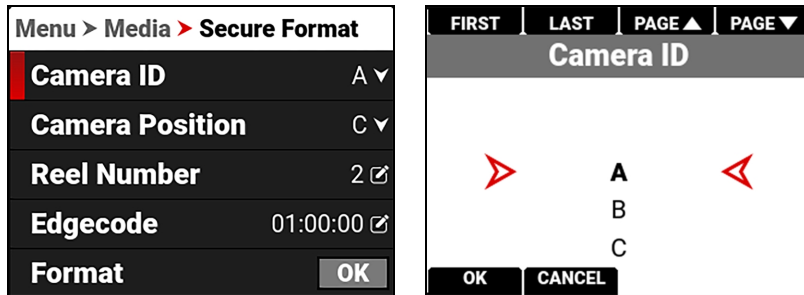 Menu > Media > Secure Format
Camera ID A
Camera Position C
Reel Number 2
Edgecode 01:00:00
Format OK
FIRST LAST PAGE▲ PAGE▼
Camera ID
A
B
C
OK CANCEL